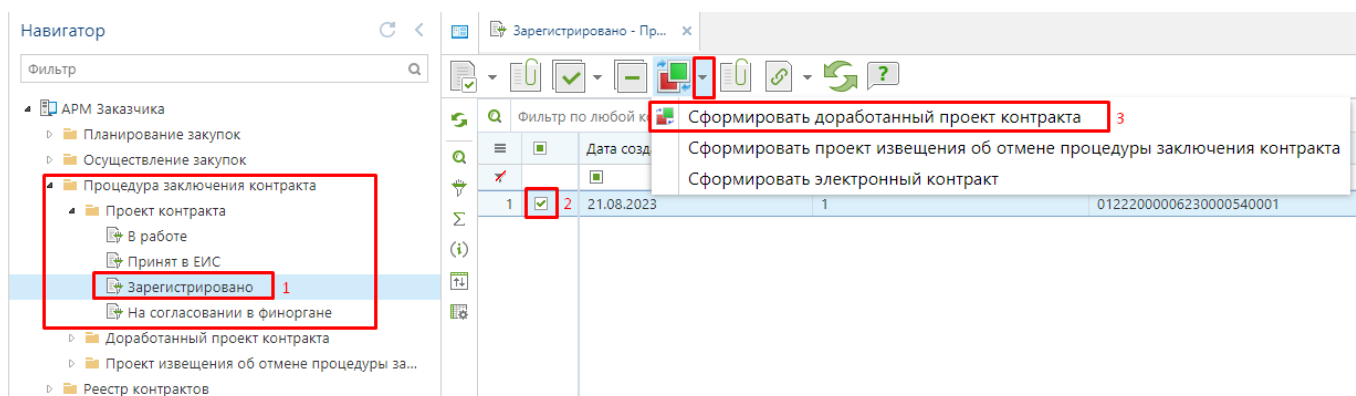 Навигатор
Фильтр
АРМ Заказчика
Планирование закупок
Осуществление закупок
Процедура заключения контракта
Проект контракта
В работе
Принят в ЕИС
Зарегистрировано 1
На согласовании в финоргане
Доработанный проект контракта
Проект извещения об отмене процедуры за...
Реестр контрактов
Зарегистрировано - Пр...
Фильтр по любой к
Сформировать доработанный проект контракта 3
Сформировать проект извещения об отмене процедуры заключения контракта
Сформировать электронный контракт
Дата созд
1 2 21.08.2023 1 01222000006230000540001